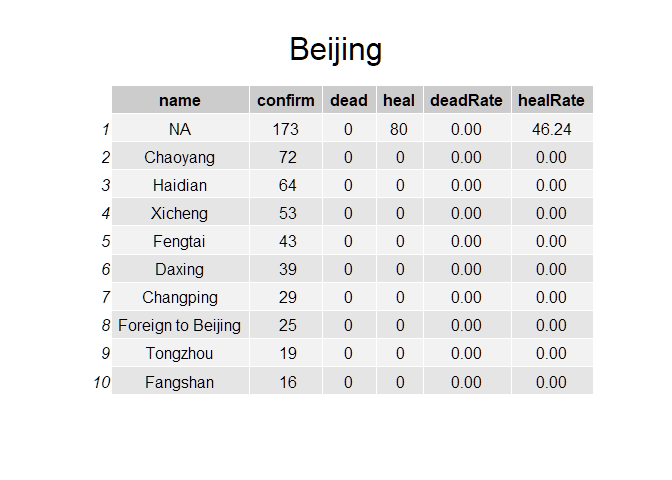 Beijing
name confirm dead heal deadRate healRate
1 NA 173 0 80 0.00 46.24
2 Chaoyang 72 0 0 0.00 0.00
3 Haidian 64 0 0 0.00 0.00
4 Xicheng 53 0 0 0.00 0.00
5 Fengtai 43 0 0 0.00 0.00
6 Daxing 39 0 0 0.00 0.00
7 Changping 29 0 0 0.00 0.00
8 Foreign to Beijing 25 0 0 0.00 0.00
9 Tongzhou 19 0 0 0.00 0.00
10 Fangshan 16 0 0 0.00 0.00